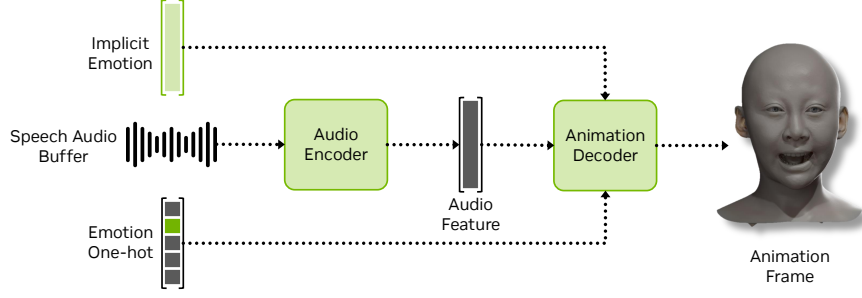 Implicit
Emotion
Speech Audio
Buffer
Audio
Encoder
Audio
Feature
Animation
Decoder
Emotion
One-hot
Animation
Frame